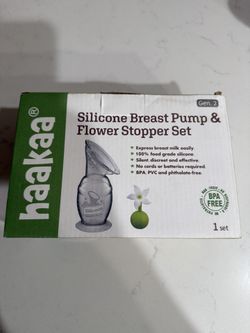 haakaa®
Gen. 2
Silicone Breast Pump &
Flower Stopper Set
• Express breast milk easily.
• 100% food grade silicone.
• Silent, discreet and effective.
• No cords or batteries required.
• BPA, PVC and phthalate-free.
BPA
FREE
1 set